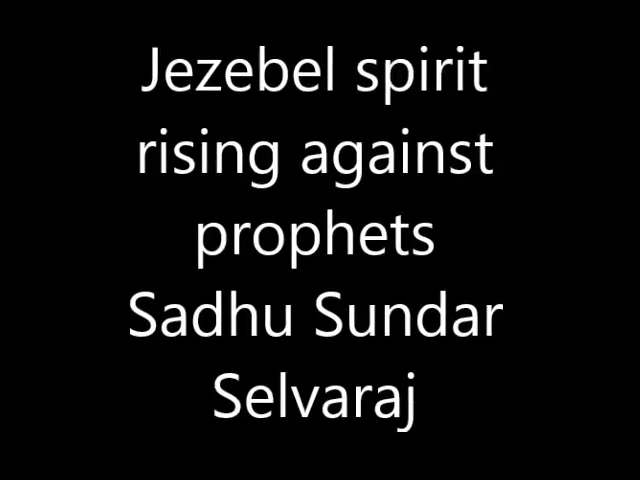 Jezebel spirit
rising against
prophets
Sadhu Sundar
Selvaraj